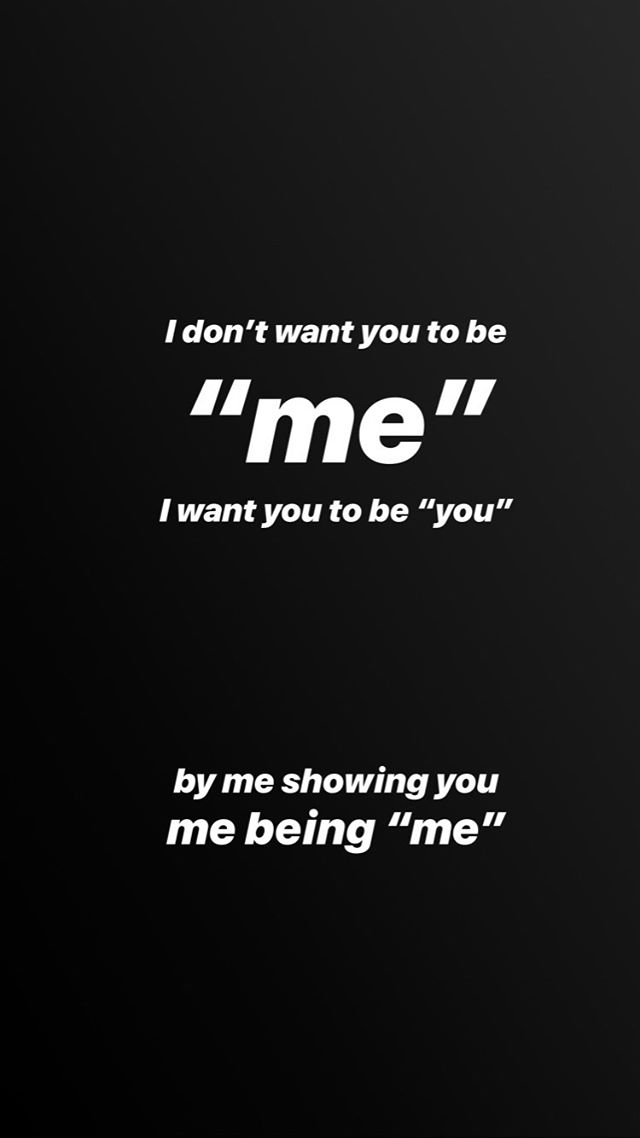 I don’t want you to be
“me”
I want you to be “you”
by me showing you
me being “me”